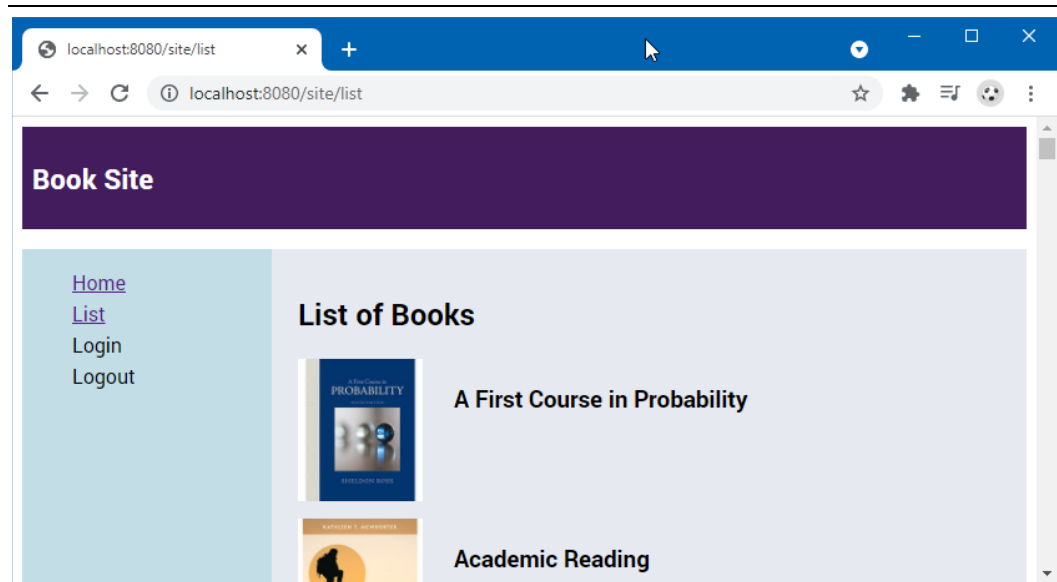 localhost:8080/site/list
localhost:8080/site/list
Book Site
Home
List
Login
Logout
List of Books
A First Course in
PROBABILITY
SHELDON ROSS
A First Course in Probability
KATHLEEN T. MCWHORTER
Academic Reading